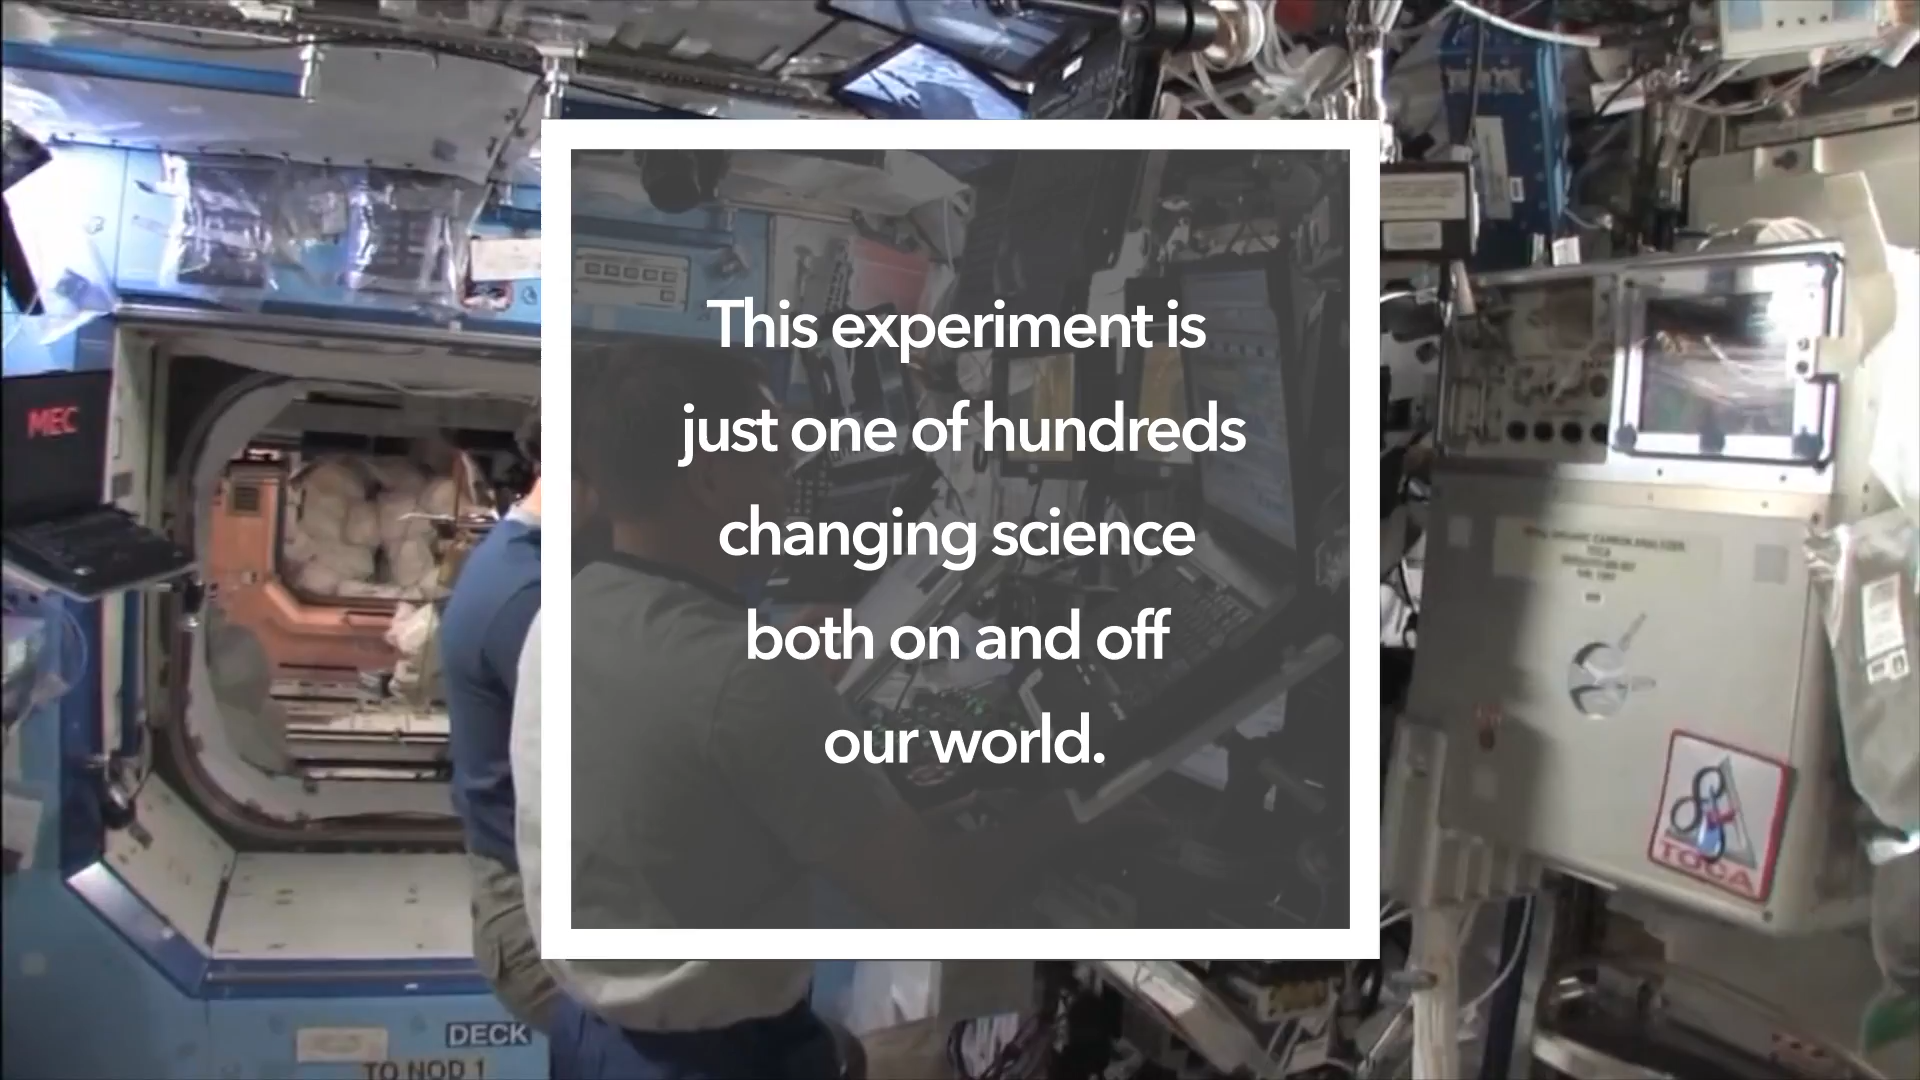 This experiment is
just one of hundreds
changing science
both on and off
our world.
MEC
TOCA
DECK
TO NOD 1